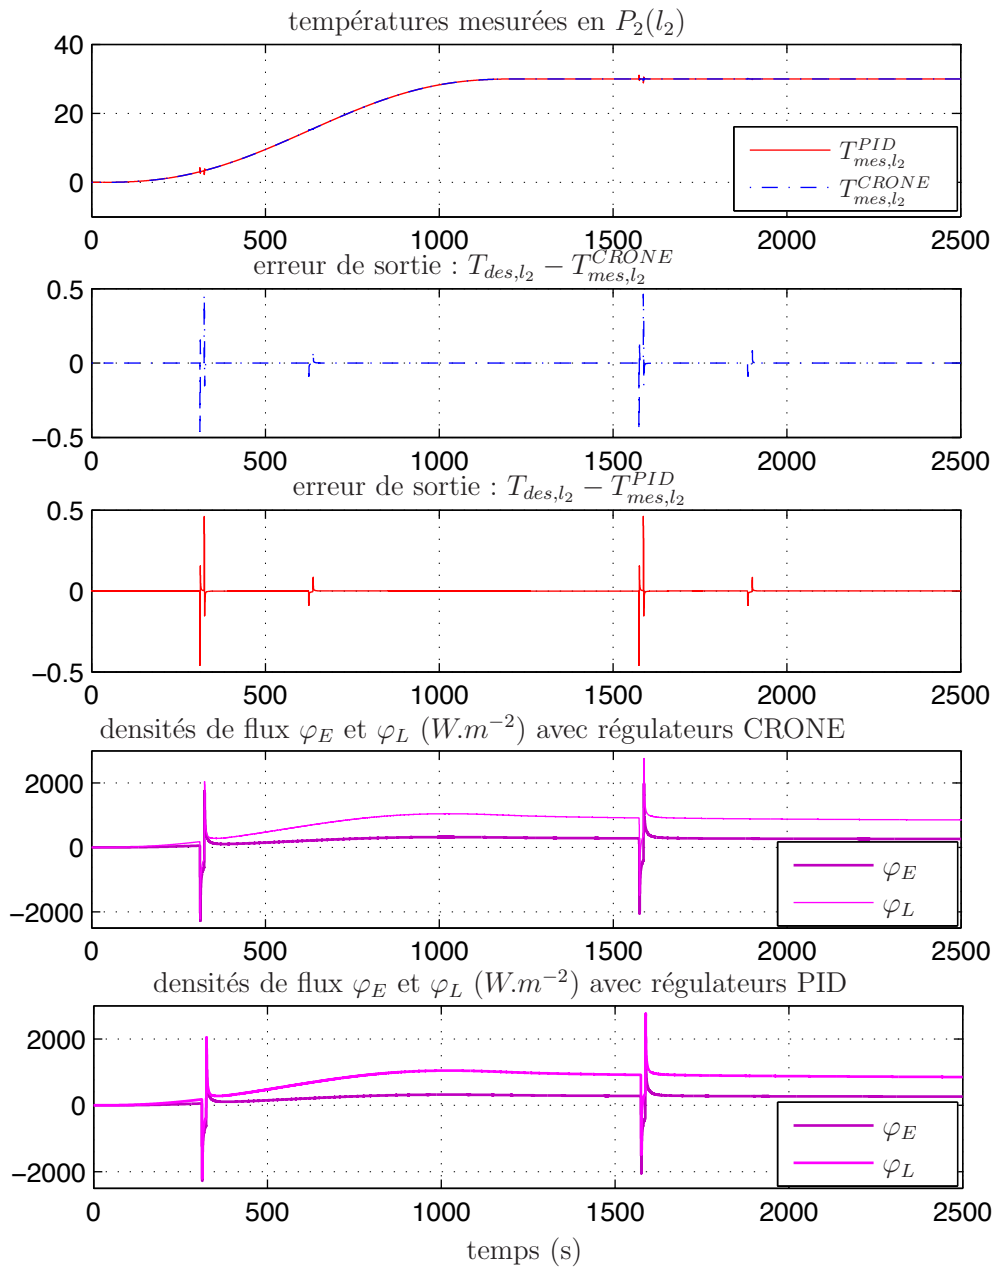 températures mesurées en P₂(l₂)
40
20
0
T^{PID}_{mes,l₂}
T^{CRONE}_{mes,l₂}
0 500 1000 1500 2000 2500
erreur de sortie : T_{des,l₂} − T^{CRONE}_{mes,l₂}
0.5
0
−0.5
0 500 1000 1500 2000 2500
erreur de sortie : T_{des,l₂} − T^{PID}_{mes,l₂}
0.5
0
−0.5
0 500 1000 1500 2000 2500
densités de flux φ_E et φ_L (W.m⁻²) avec régulateurs CRONE
2000
0
−2000
φ_E
φ_L
0 500 1000 1500 2000 2500
densités de flux φ_E et φ_L (W.m⁻²) avec régulateurs PID
2000
0
−2000
φ_E
φ_L
0 500 1000 1500 2000 2500
temps (s)